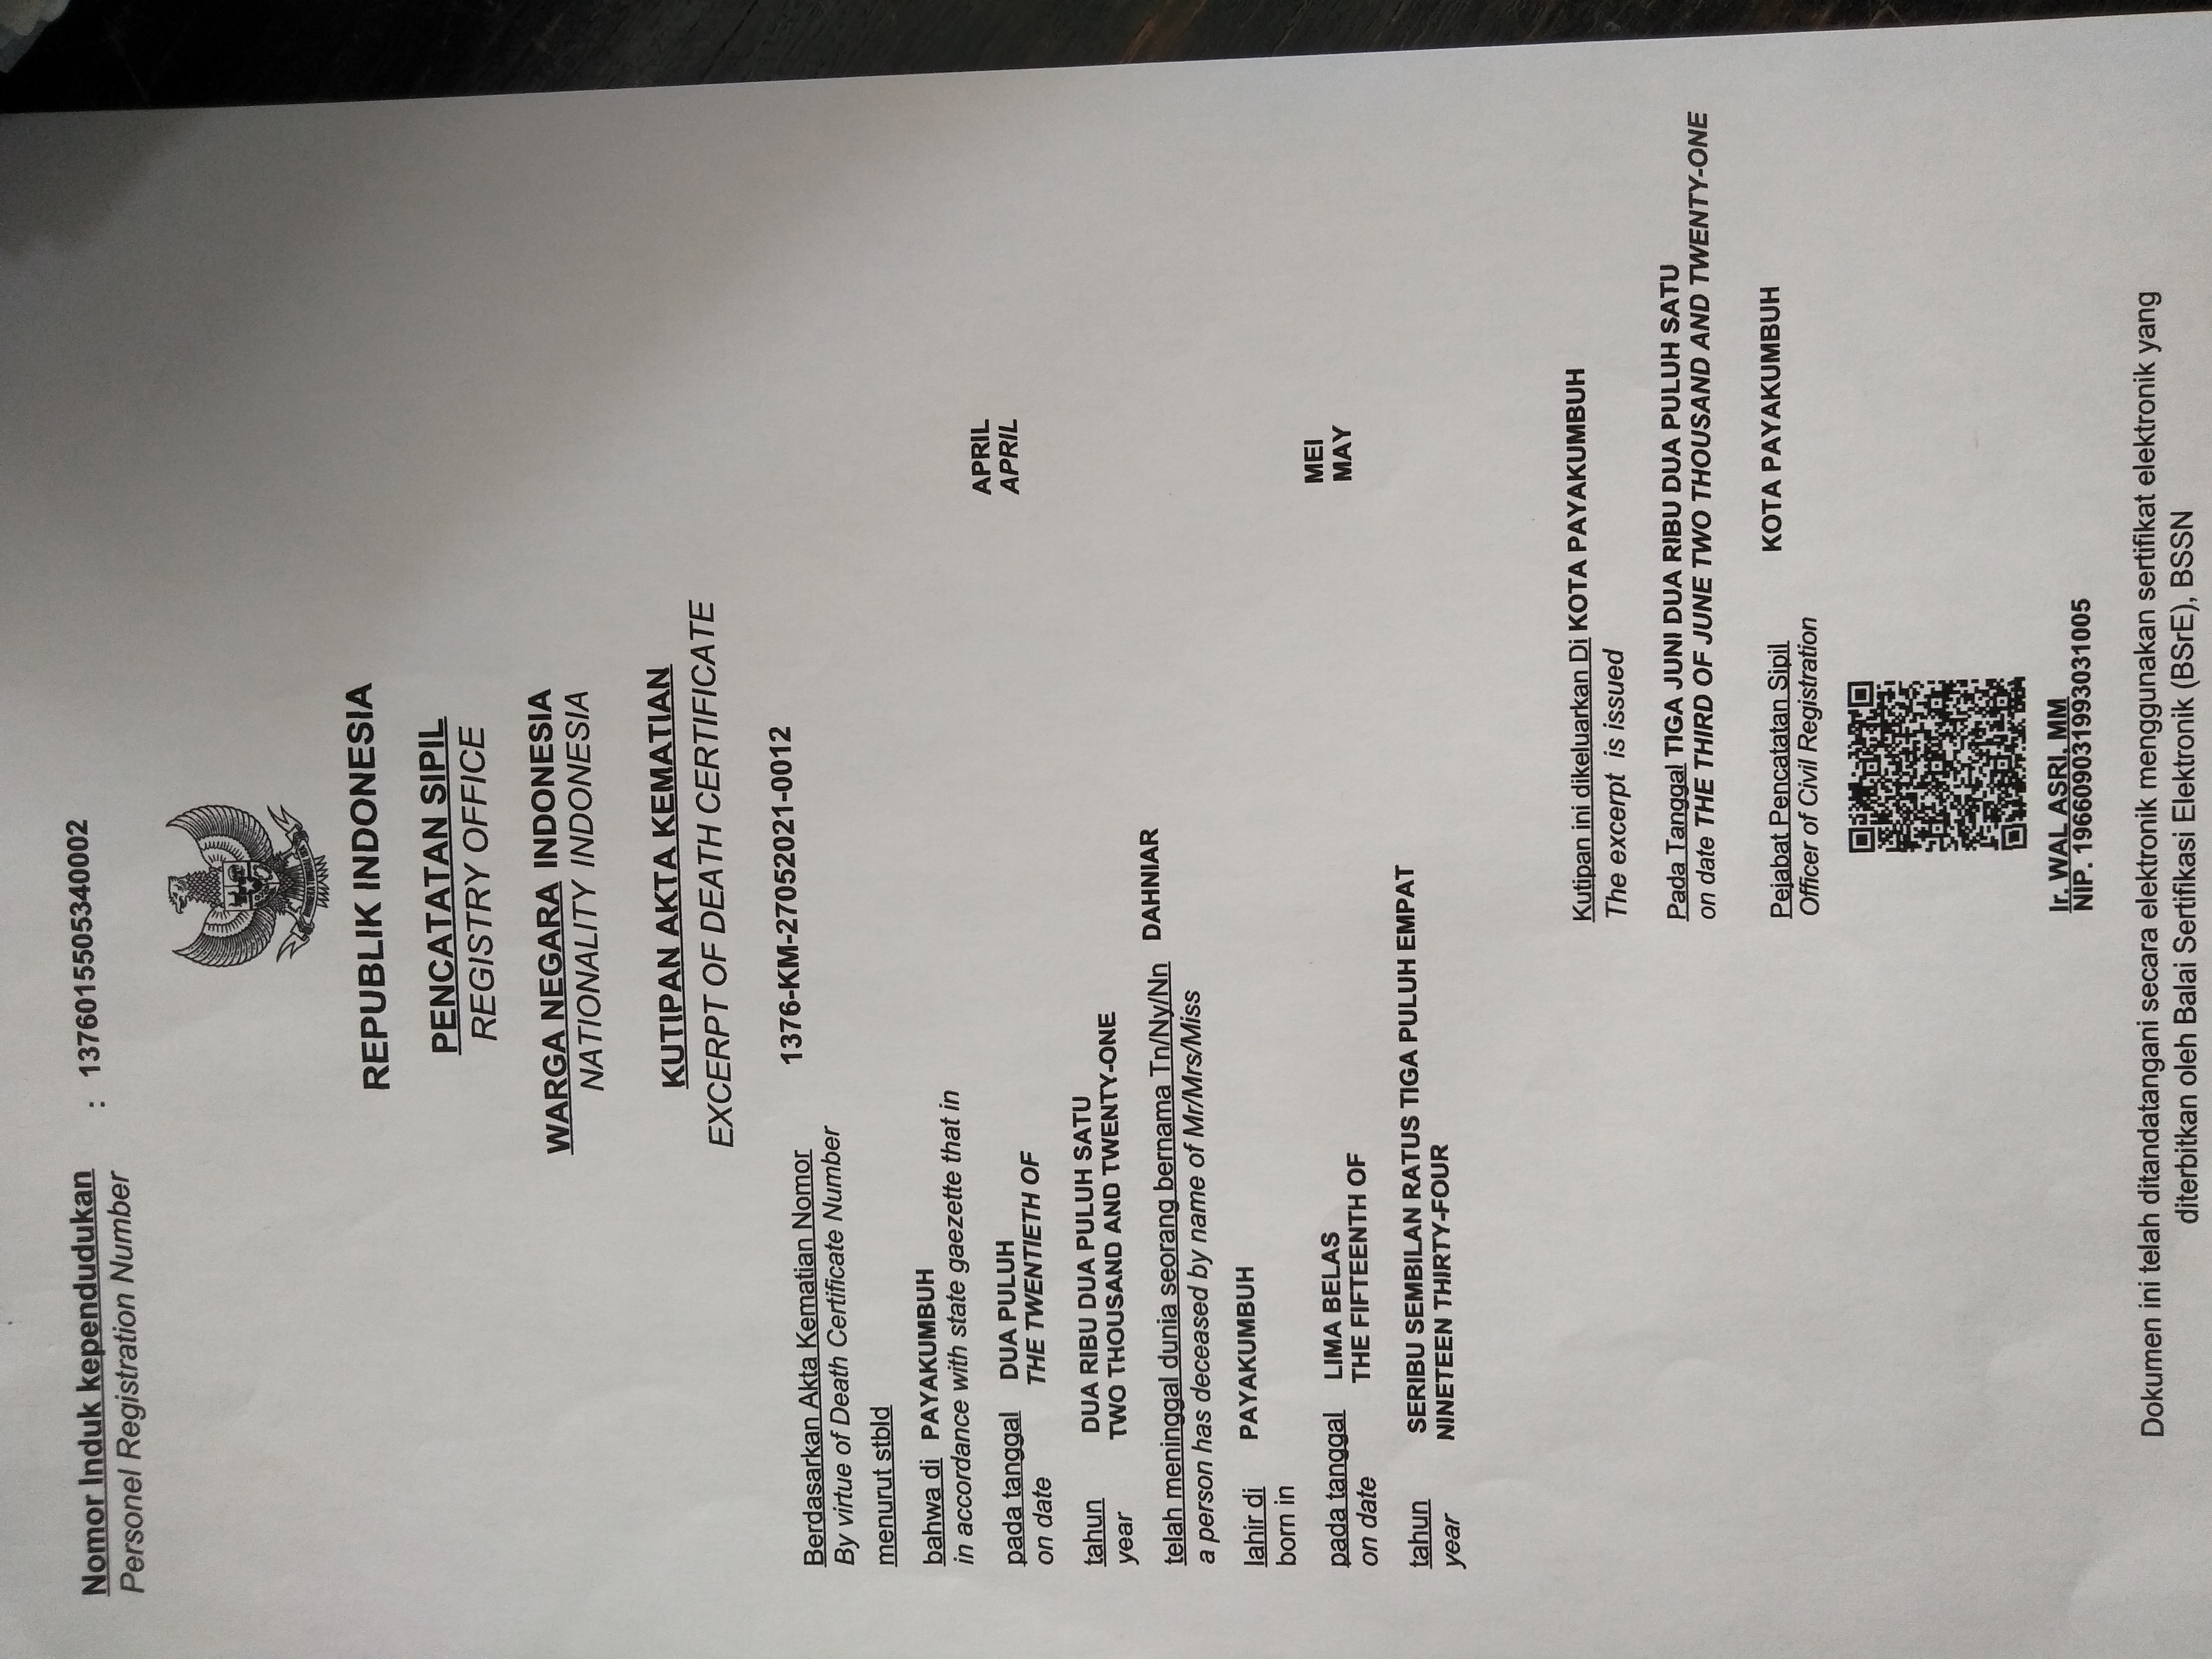 Nomor Induk kependudukan : 1376015505340002
Personel Registration Number
REPUBLIK INDONESIA
PENCATATAN SIPIL
REGISTRY OFFICE
WARGA NEGARA INDONESIA
NATIONALITY INDONESIA
KUTIPAN AKTA KEMATIAN
EXCERPT OF DEATH CERTIFICATE
Berdasarkan Akta Kematian Nomor 1376-KM-27052021-0012
By virtue of Death Certificate Number
menurut stbld
bahwa di PAYAKUMBUH
in accordance with state gaezette that in
pada tanggal DUA PULUH APRIL
on date THE TWENTIETH OF APRIL
tahun DUA RIBU DUA PULUH SATU
year TWO THOUSAND AND TWENTY-ONE
telah meninggal dunia seorang bernama Tn/Ny/Nn DAHNIAR
a person has deceased by name of Mr/Mrs/Miss
lahir di PAYAKUMBUH
born in
pada tanggal LIMA BELAS MEI
on date THE FIFTEENTH OF MAY
tahun SERIBU SEMBILAN RATUS TIGA PULUH EMPAT
year NINETEEN THIRTY-FOUR
Kutipan ini dikeluarkan Di KOTA PAYAKUMBUH
The excerpt is issued
Pada Tanggal TIGA JUNI DUA RIBU DUA PULUH SATU
on date THE THIRD OF JUNE TWO THOUSAND AND TWENTY-ONE
Pejabat Pencatatan Sipil KOTA PAYAKUMBUH
Officer of Civil Registration
Ir. WAL ASRI, MM
NIP. 196609031993031005
Dokumen ini telah ditandatangani secara elektronik menggunakan sertifikat elektronik yang
diterbitkan oleh Balai Sertifikasi Elektronik (BSrE), BSSN